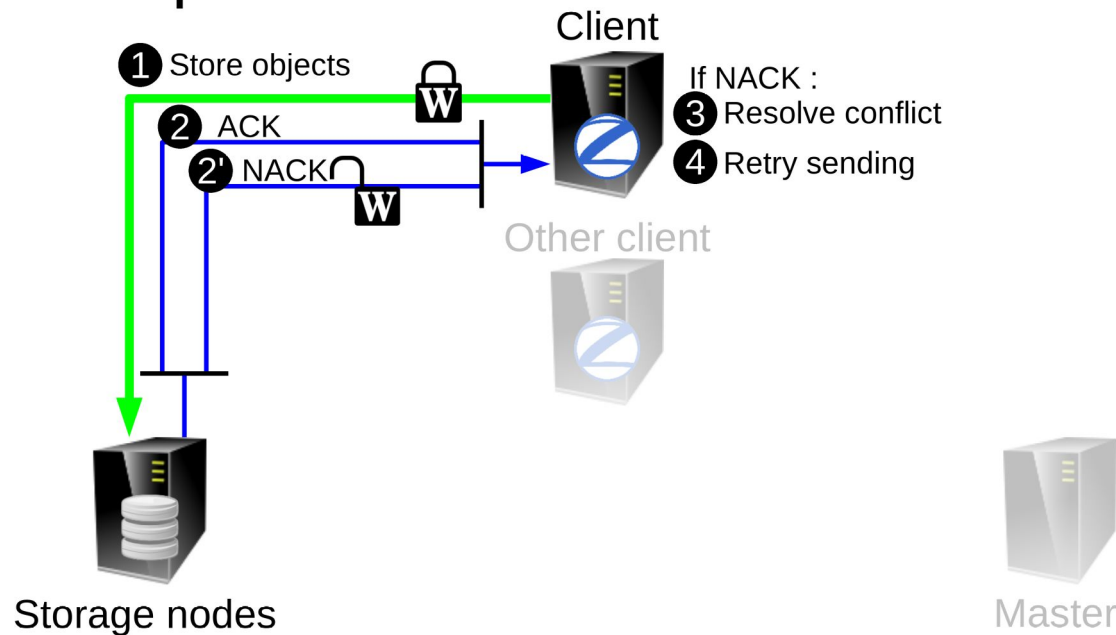 Client
1 Store objects
W
If NACK :
3 Resolve conflict
2 ACK
4 Retry sending
2' NACK
W
Other client
Storage nodes
Master